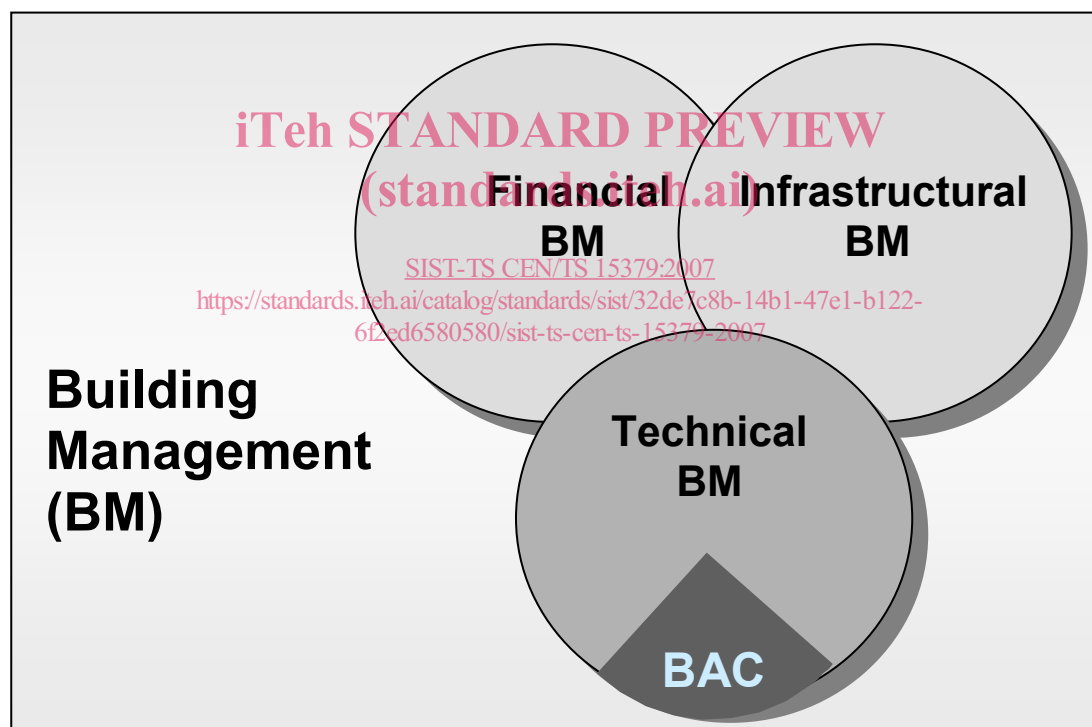 iTeh STANDARD PREVIEW
(standards.iteh.ai)
Financial
BM
Infrastructural
BM
SIST-TS CEN/TS 15379:2007
https://standards.iteh.ai/catalog/standards/sist/32de7c8b-14b1-47e1-b122-
6f2ed6580580/sist-ts-cen-ts-15379-2007
Building
Management
(BM)
Technical
BM
BAC